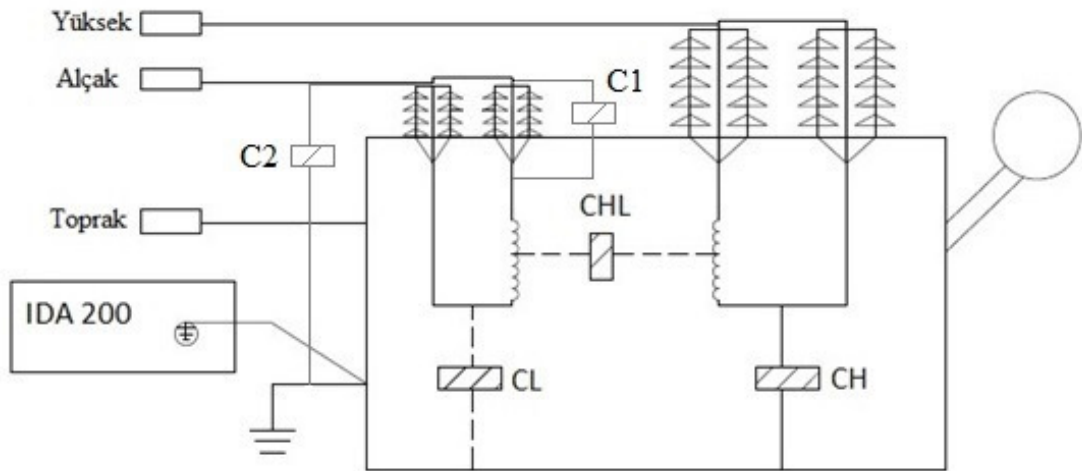 Yüksek
Alçak
C1
C2
Toprak
CHL
IDA 200
CL
CH